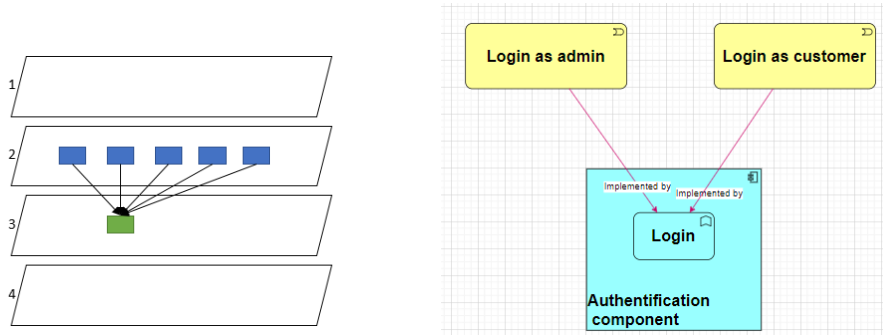 1
2
3
4
Login as admin
Login as customer
Implemented by
Implemented by
Login
Authentification
component